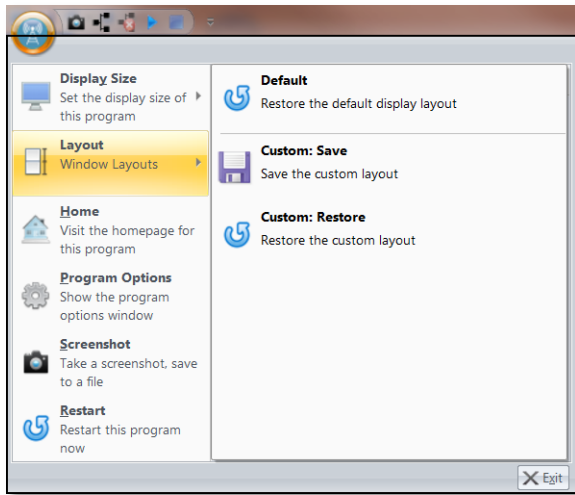 Display Size
Set the display size of
this program
Layout
Window Layouts
Home
Visit the homepage for
this program
Program Options
Show the program
options window
Screenshot
Take a screenshot, save
to a file
Restart
Restart this program
now
Default
Restore the default display layout
Custom: Save
Save the custom layout
Custom: Restore
Restore the custom layout
Exit